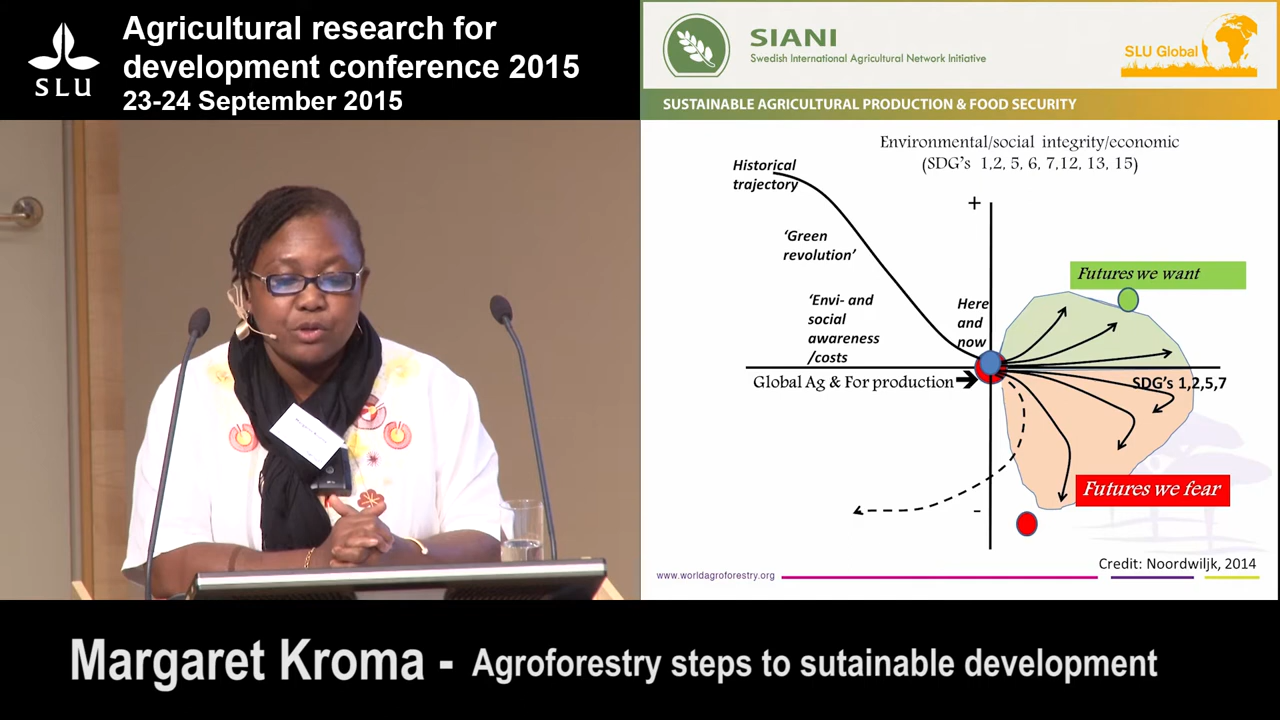 SLU
Agricultural research for
development conference 2015
23-24 September 2015
SIANI
Swedish International Agricultural Network Initiative
SLU Global
SUSTAINABLE AGRICULTURAL PRODUCTION & FOOD SECURITY
Environmental/social integrity/economic
(SDG's 1,2, 5, 6, 7,12, 13, 15)
Historical
trajectory
+
'Green
revolution'
Futures we want
'Envi- and
social
awareness
/costs
Here
and
now
Global Ag & For production
SDG's 1,2,5,7
Futures we fear
-
Credit: Noordwiljk, 2014
www.worldagroforestry.org
Margaret Kroma - Agroforestry steps to sutainable development